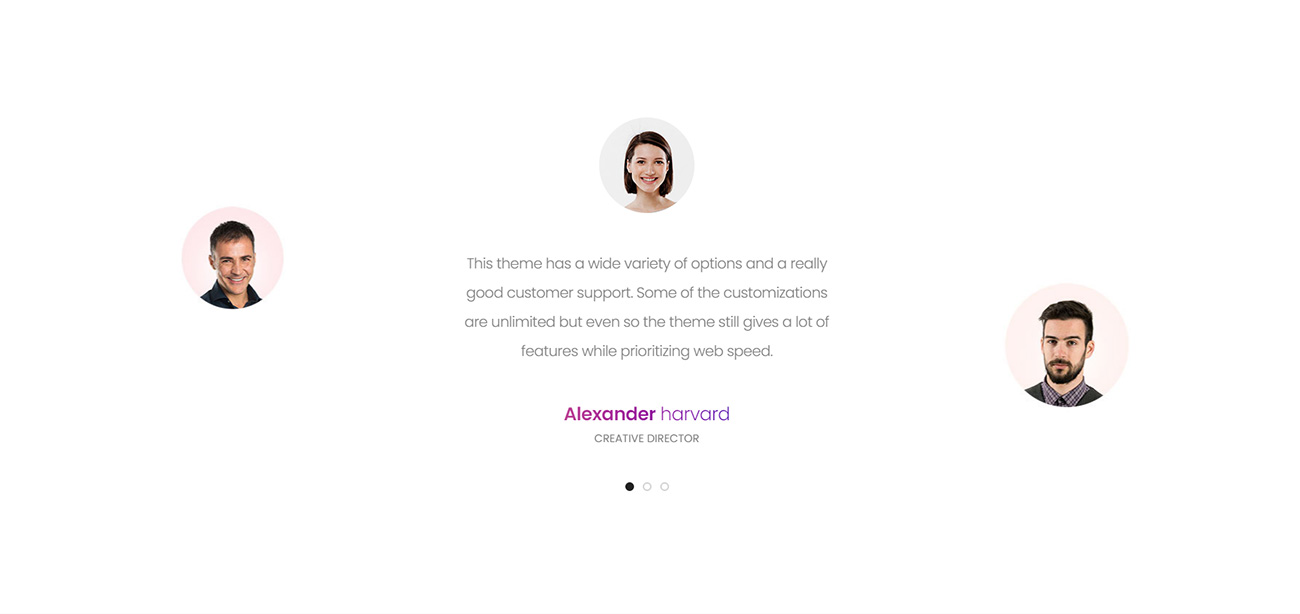 This theme has a wide variety of options and a really
good customer support. Some of the customizations
are unlimited but even so the theme still gives a lot of
features while prioritizing web speed.
Alexander harvard
CREATIVE DIRECTOR